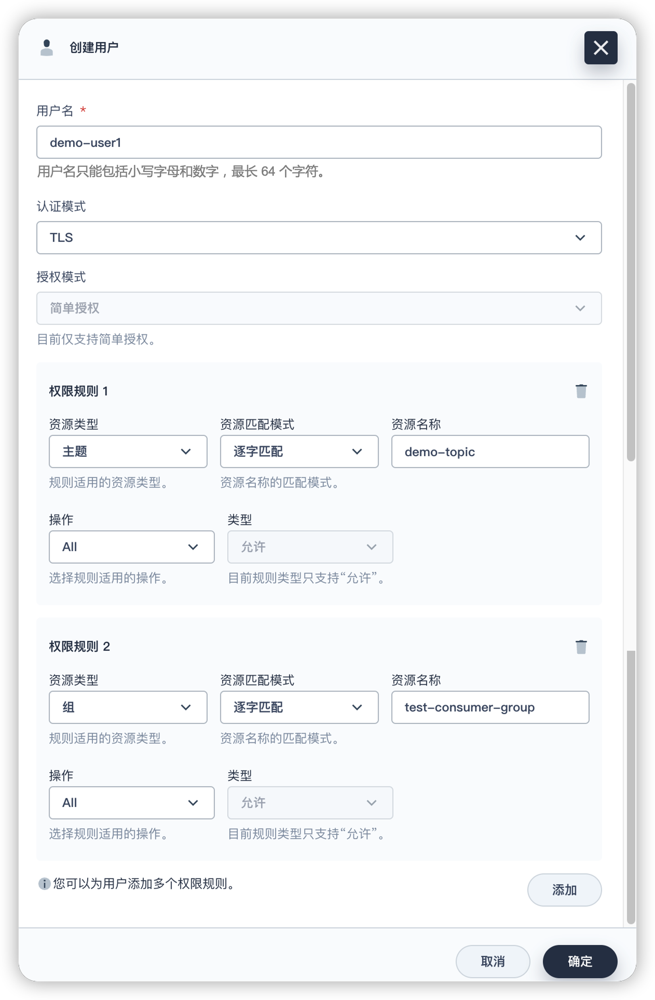 创建用户
用户名 *
demo-user1
用户名只能包括小写字母和数字，最长 64 个字符。
认证模式
TLS
授权模式
简单授权
目前仅支持简单授权。
权限规则 1
资源类型 资源匹配模式 资源名称
主题 逐字匹配 demo-topic
规则适用的资源类型。 资源名称的匹配模式。
操作 类型
All 允许
选择规则适用的操作。 目前规则类型只支持“允许”。
权限规则 2
资源类型 资源匹配模式 资源名称
组 逐字匹配 test-consumer-group
规则适用的资源类型。 资源名称的匹配模式。
操作 类型
All 允许
选择规则适用的操作。 目前规则类型只支持“允许”。
您可以为用户添加多个权限规则。
添加
取消 确定